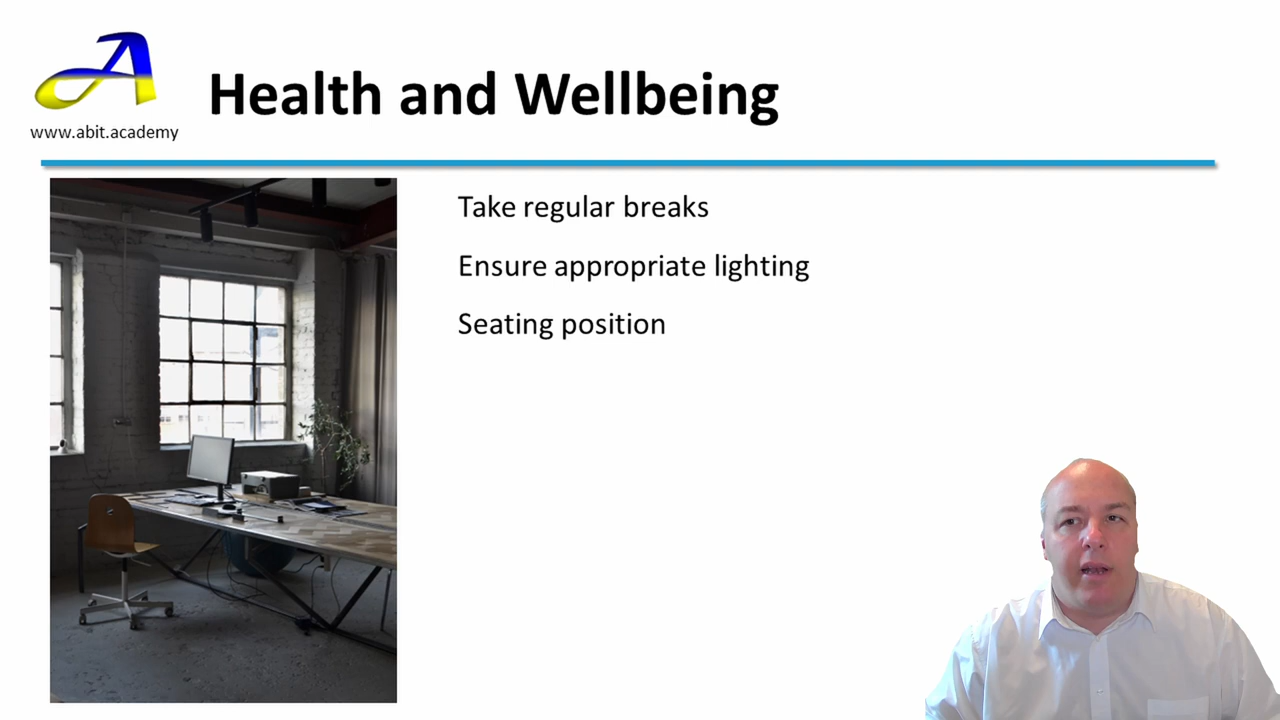 www.abit.academy
Health and Wellbeing
Take regular breaks
Ensure appropriate lighting
Seating position